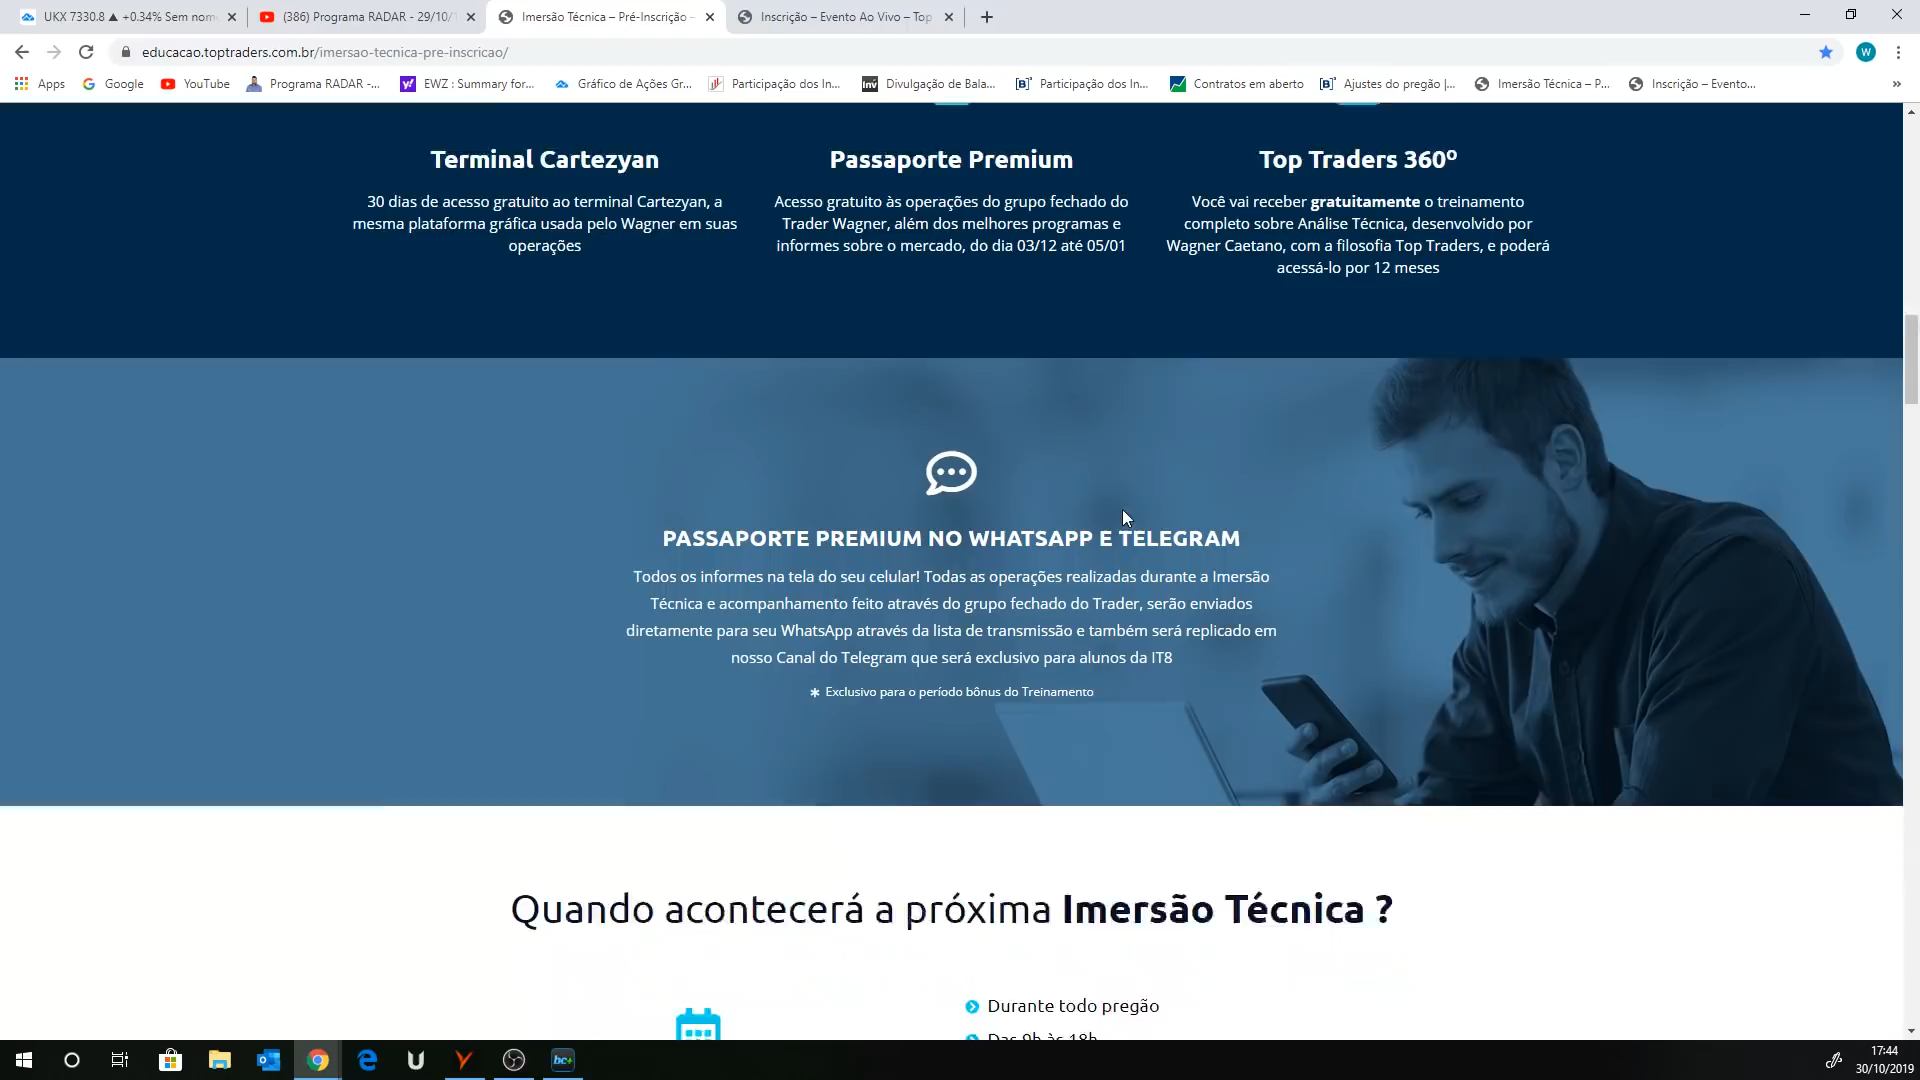 UKX 7330.8 ▲ +0.34% Sem nom
(386) Programa RADAR - 29/10/1
Imersão Técnica – Pré-Inscrição –
Inscrição – Evento Ao Vivo – Top
educacao.toptraders.com.br/imersao-tecnica-pre-inscricao/
W
Apps
Google
YouTube
Programa RADAR -...
EWZ : Summary for...
Gráfico de Ações Gr...
Participação dos In...
Divulgação de Bala...
Participação dos In...
Contratos em aberto
Ajustes do pregão |...
Imersão Técnica – P...
Inscrição – Evento...
»
Terminal Cartezyan
30 dias de acesso gratuito ao terminal Cartezyan, a
mesma plataforma gráfica usada pelo Wagner em suas
operações
Passaporte Premium
Acesso gratuito às operações do grupo fechado do
Trader Wagner, além dos melhores programas e
informes sobre o mercado, do dia 03/12 até 05/01
Top Traders 360º
Você vai receber gratuitamente o treinamento
completo sobre Análise Técnica, desenvolvido por
Wagner Caetano, com a filosofia Top Traders, e poderá
acessá-lo por 12 meses
PASSAPORTE PREMIUM NO WHATSAPP E TELEGRAM
Todos os informes na tela do seu celular! Todas as operações realizadas durante a Imersão
Técnica e acompanhamento feito através do grupo fechado do Trader, serão enviados
diretamente para seu WhatsApp através da lista de transmissão e também será replicado em
nosso Canal do Telegram que será exclusivo para alunos da IT8
* Exclusivo para o período bônus do Treinamento
Quando acontecerá a próxima Imersão Técnica ?
Durante todo pregão
Das 9h às 18h
17:44
30/10/2019